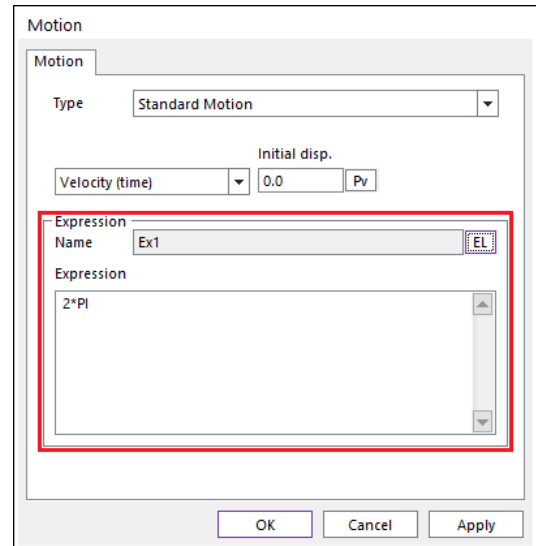 Motion
Motion
Type Standard Motion
Initial disp.
Velocity (time) 0.0 Pv
Expression
Name Ex1 EL
Expression
2*PI
OK Cancel Apply